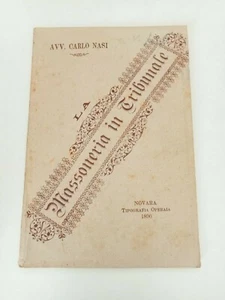 AVV. CARLO NASI
LA
Massoneria in Tribunale
NOVARA
TIPOGRAFIA OPERAIA